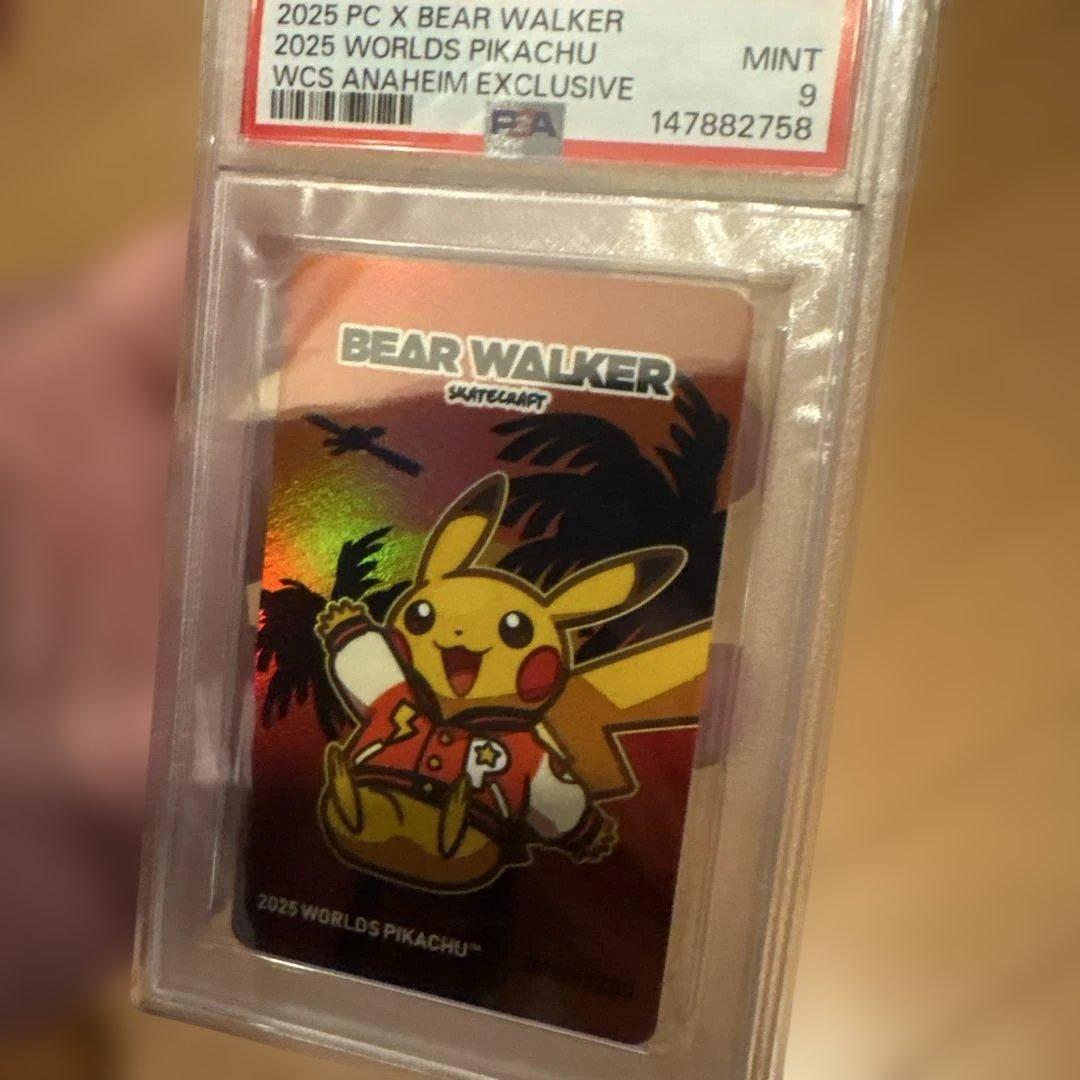 2025 PC X BEAR WALKER
2025 WORLDS PIKACHU MINT
WCS ANAHEIM EXCLUSIVE 9
PSA 147882758
BEAR WALKER
SKATECRAFT
P
2025 WORLDS PIKACHU™